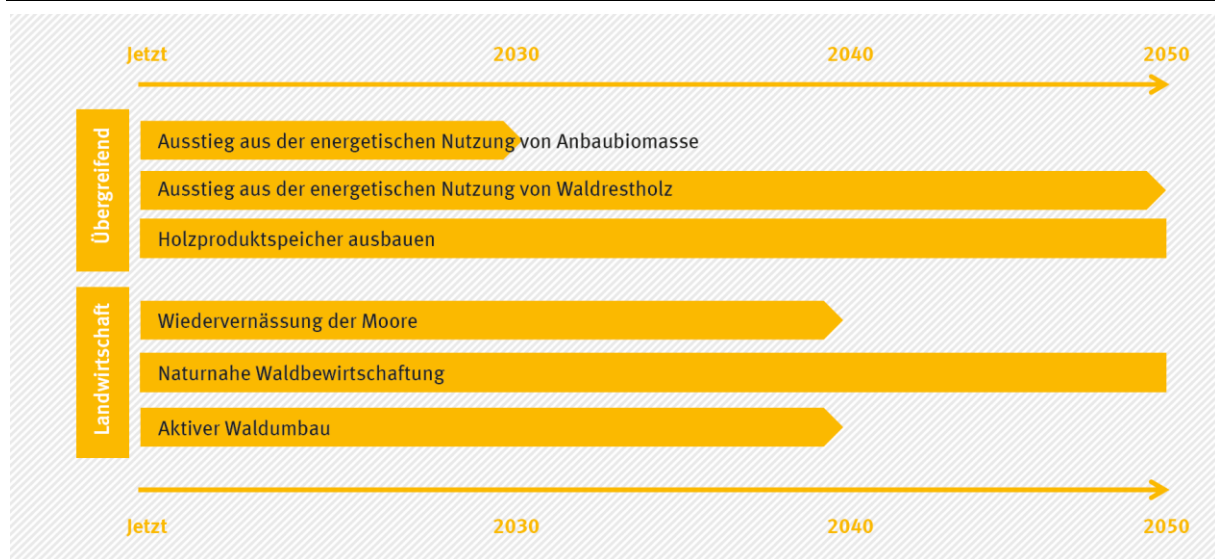 Jetzt 2030 2040 2050
Übergreifend
Ausstieg aus der energetischen Nutzung von Anbaubiomasse
Ausstieg aus der energetischen Nutzung von Waldrestholz
Holzproduktspeicher ausbauen
Landwirtschaft
Wiedervernässung der Moore
Naturnahe Waldbewirtschaftung
Aktiver Waldumbau
Jetzt 2030 2040 2050